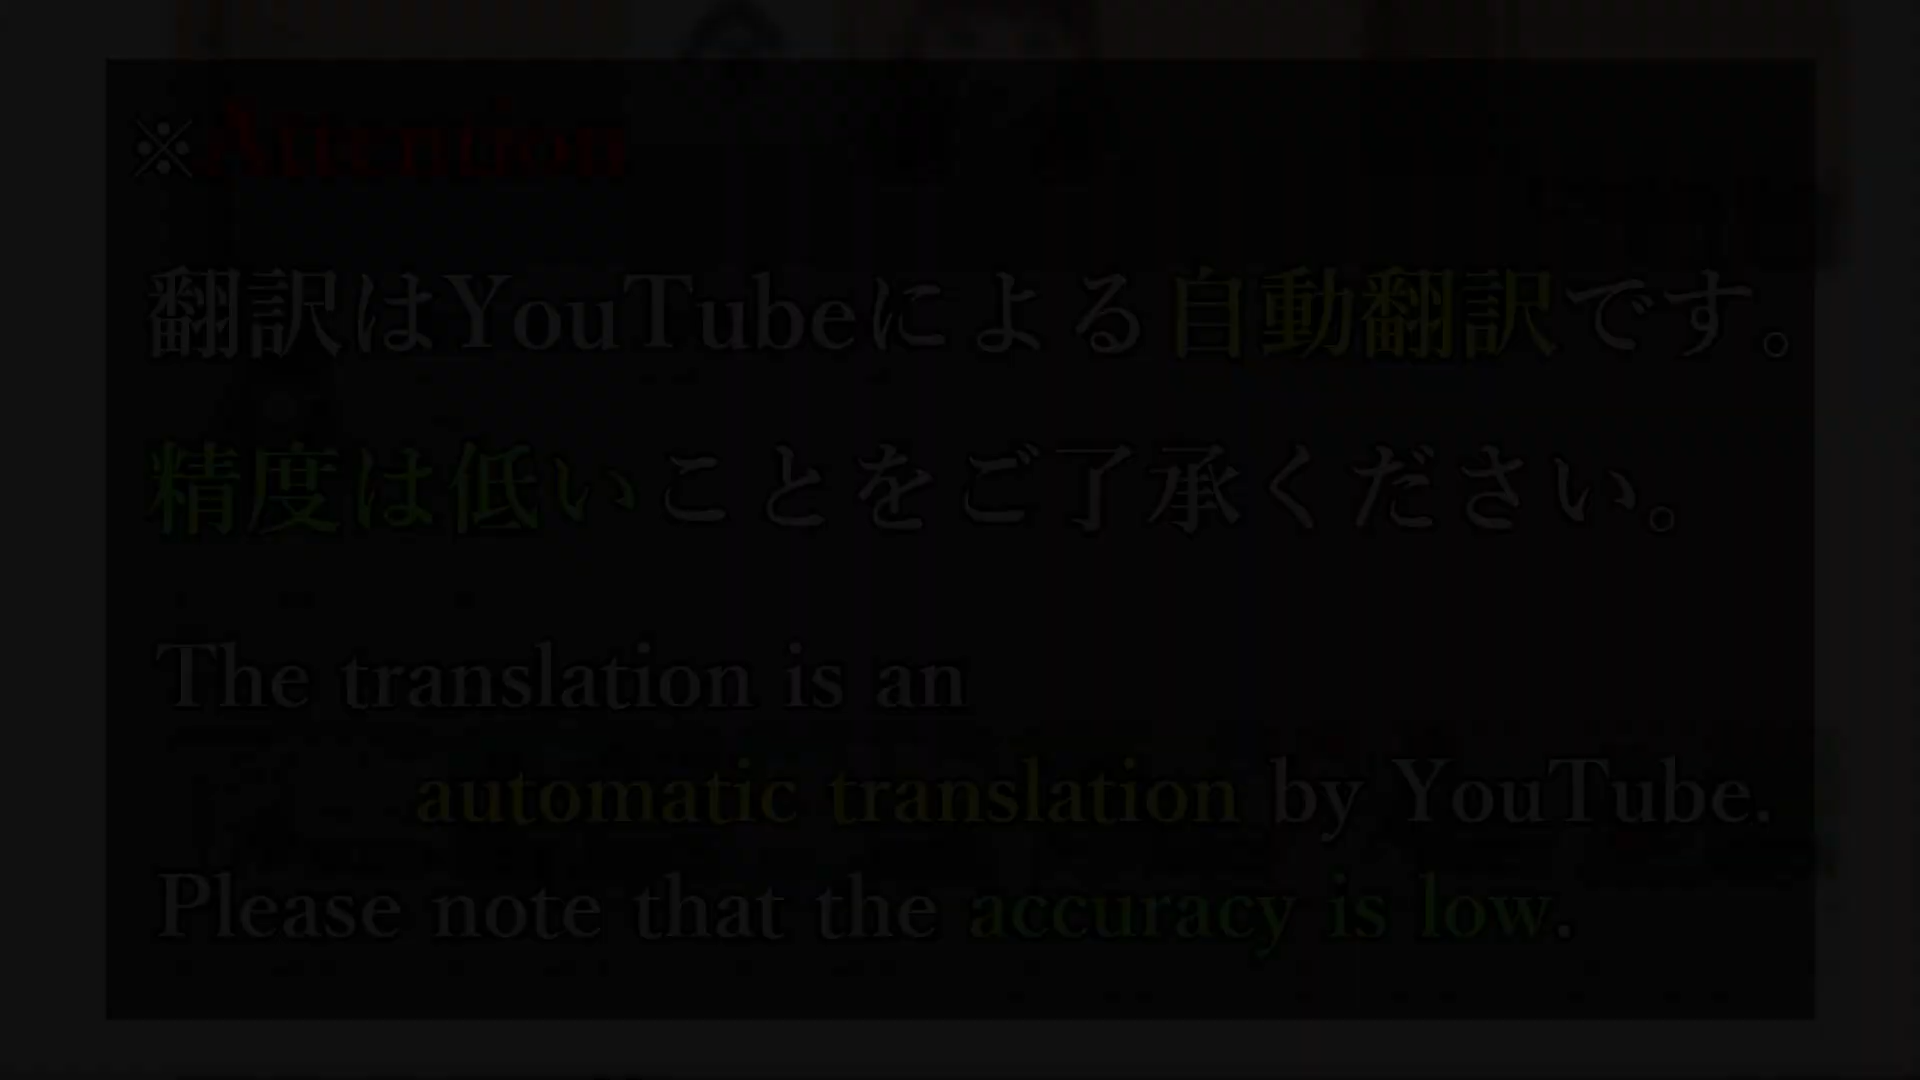 ※Attention
翻訳はYouTubeによる自動翻訳です。
精度は低いことをご了承ください。
The translation is an
automatic translation by YouTube.
Please note that the accuracy is low.